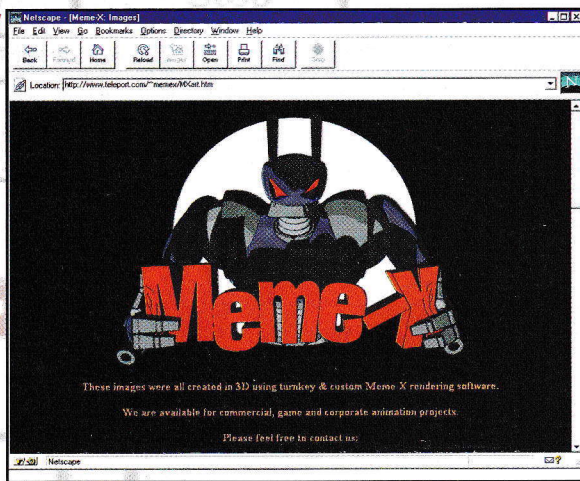 Netscape - [Meme-X: Images]
File Edit View Go Bookmarks Options Directory Window Help
Back Forward Home Reload Images Open Print Find Stop
Location: http://www.teleport.com/~memex/MXart.htm
N
Meme-X
These images were all created in 3D using turnkey & custom Meme-X rendering software.
We are available for commercial, game and corporate animation projects.
Please feel free to contact us:
Netscape